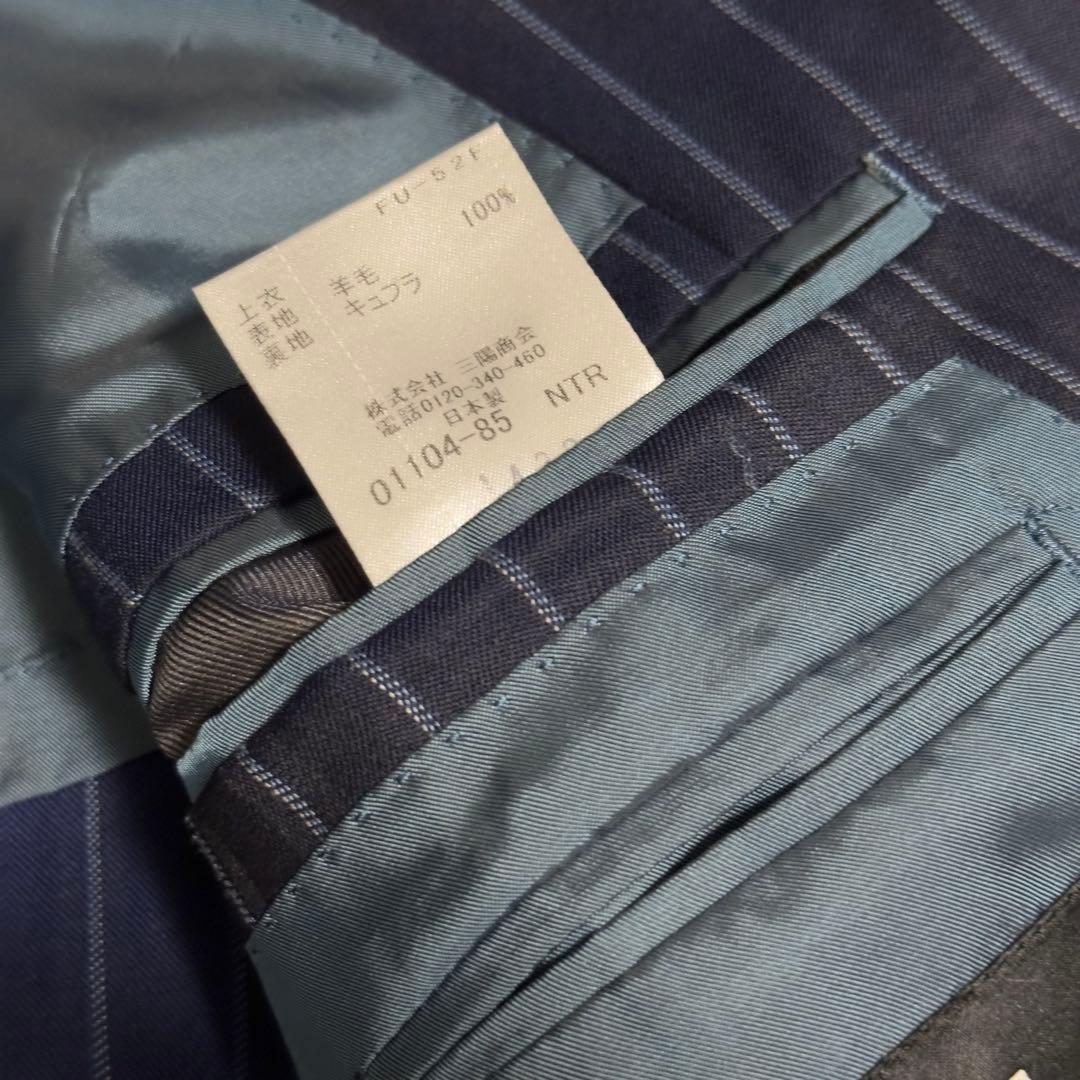 FU-52F
上衣
表地 羊毛 100%
裏地 キュプラ
株式会社 三陽商会
電話0120-340-460
日本製
01104-85 NTR